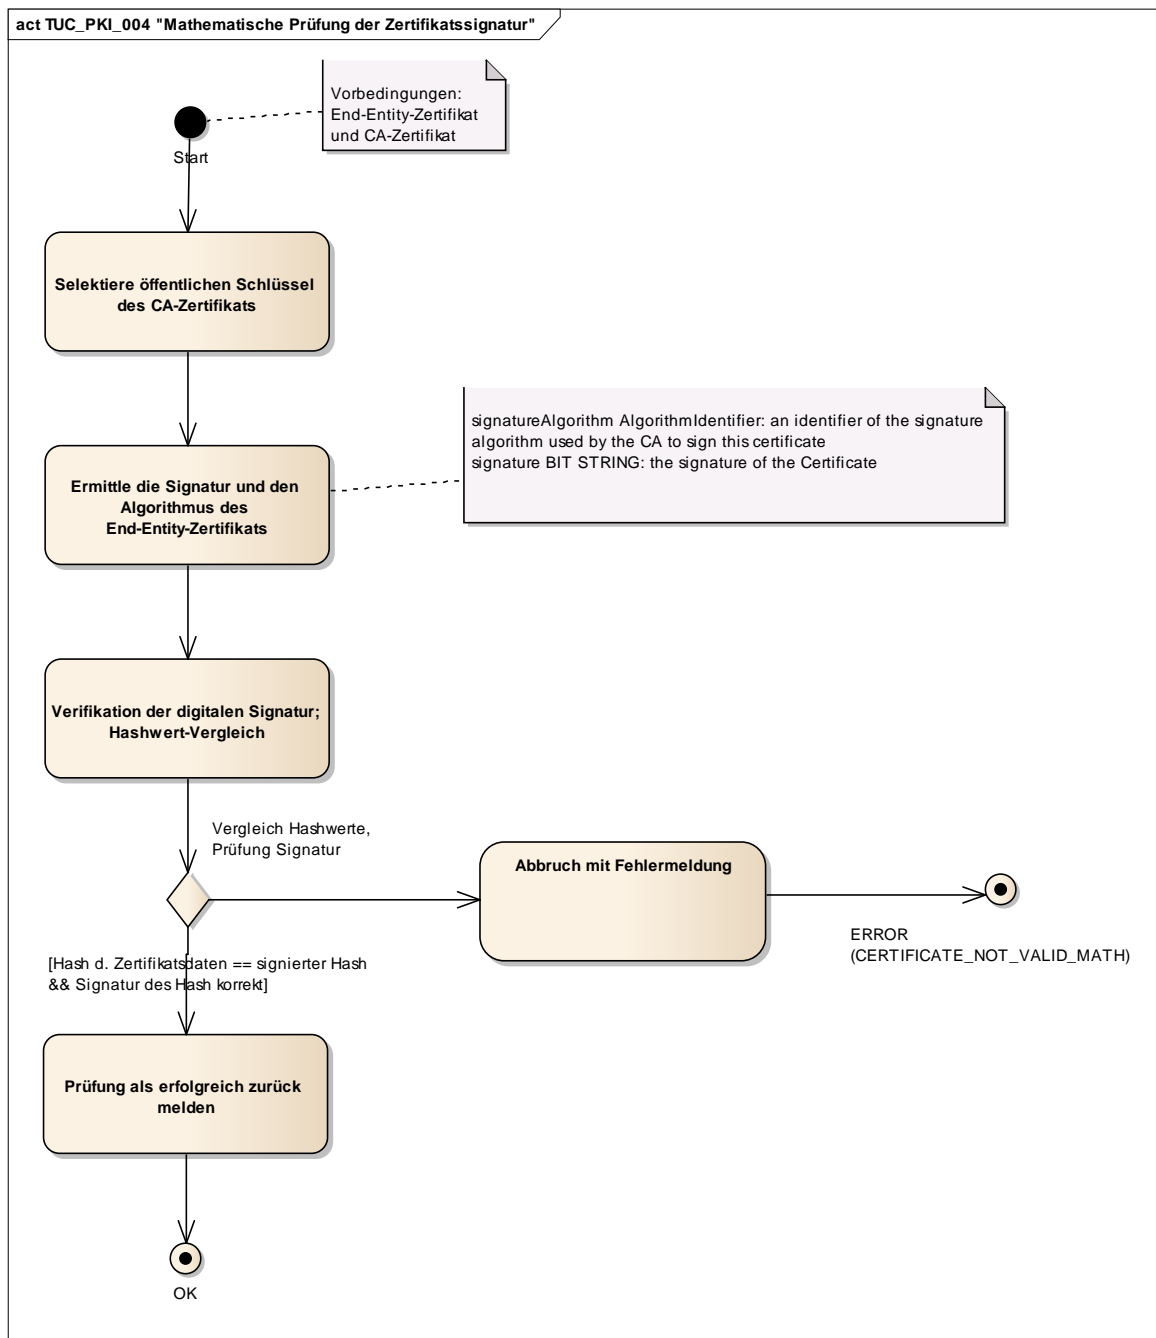 act TUC_PKI_004 "Mathematische Prüfung der Zertifikatssignatur"
Vorbedingungen:
End-Entity-Zertifikat
und CA-Zertifikat
Start
Selektiere öffentlichen Schlüssel
des CA-Zertifikats
signatureAlgorithm AlgorithmIdentifier: an identifier of the signature
algorithm used by the CA to sign this certificate
signature BIT STRING: the signature of the Certificate
Ermittle die Signatur und den
Algorithmus des
End-Entity-Zertifikats
Verifikation der digitalen Signatur;
Hashwert-Vergleich
Vergleich Hashwerte,
Prüfung Signatur
Abbruch mit Fehlermeldung
ERROR
(CERTIFICATE_NOT_VALID_MATH)
[Hash d. Zertifikatsdaten == signierter Hash
&& Signatur des Hash korrekt]
Prüfung als erfolgreich zurück
melden
OK